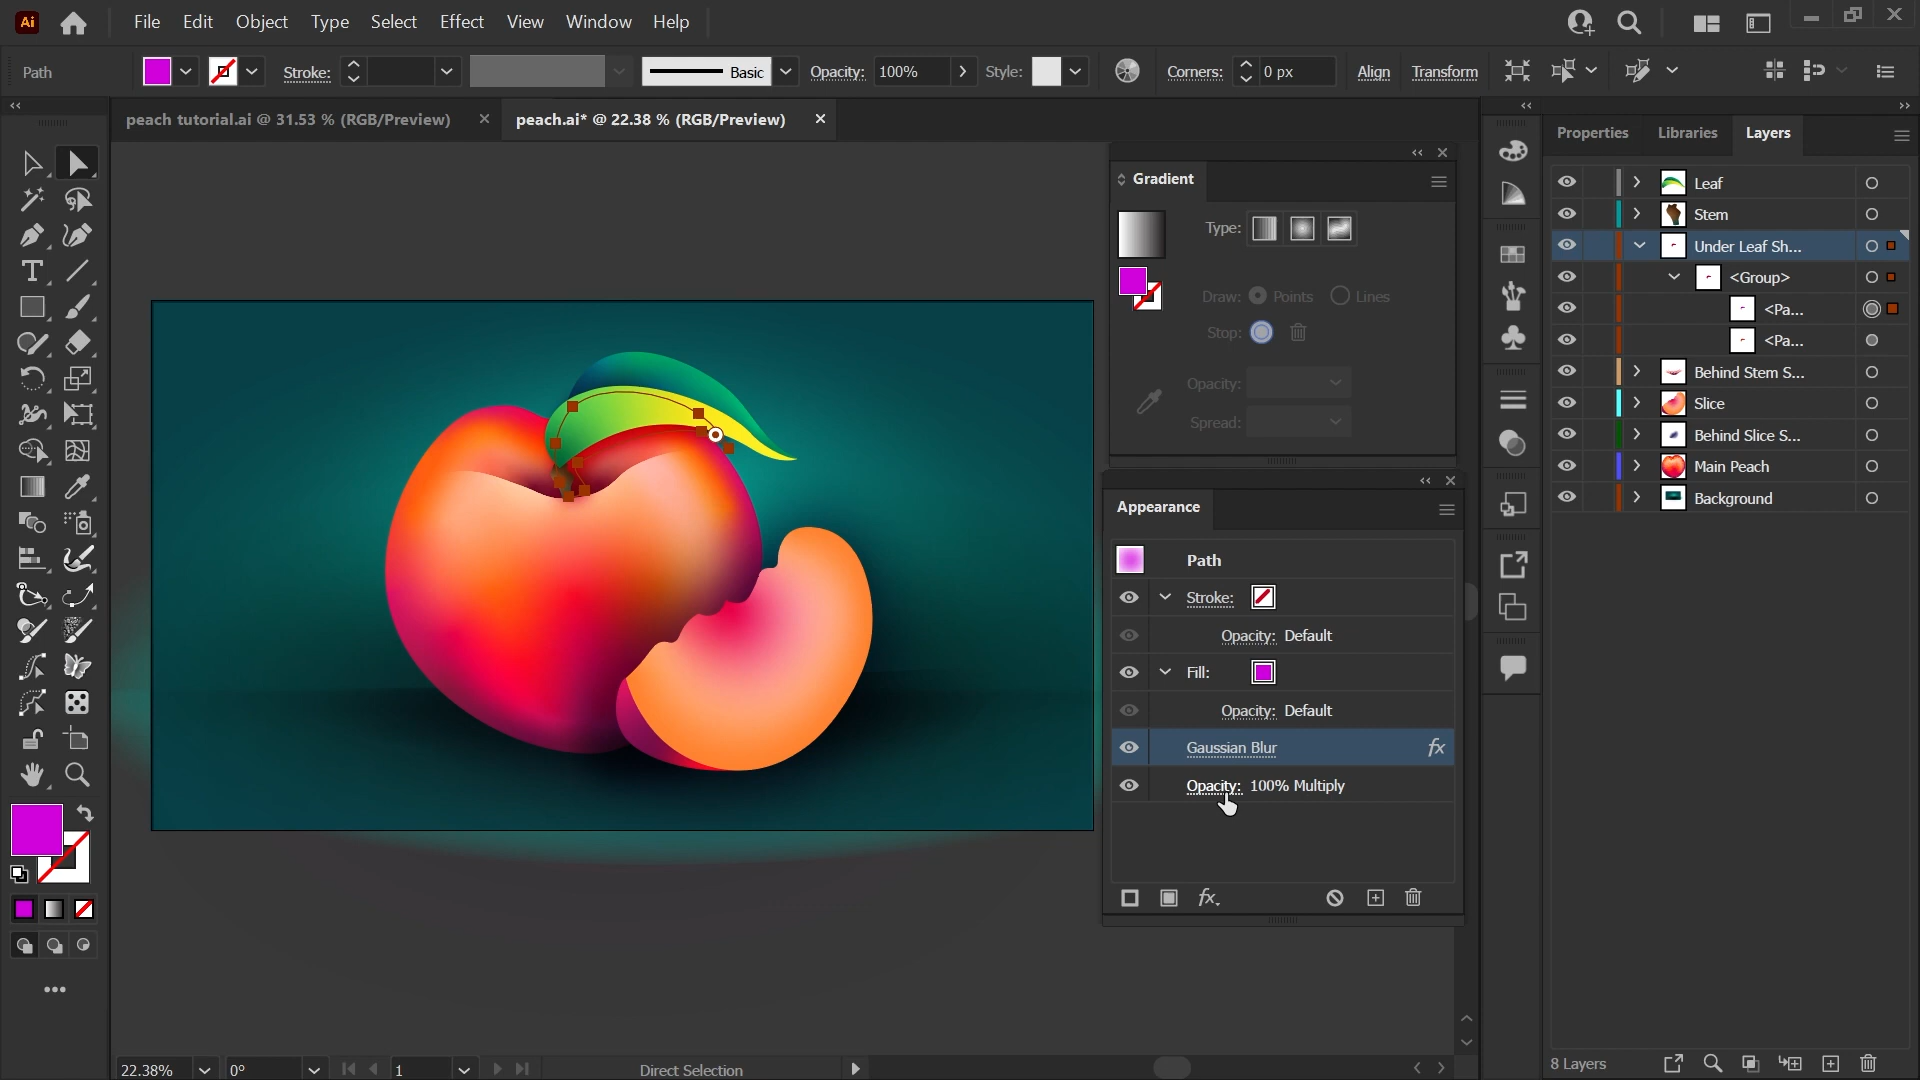 Ai File Edit Object Type Select Effect View Window Help
Path Stroke: Basic Opacity: 100% Style: Corners: 0 px Align Transform
peach tutorial.ai @ 31.53 % (RGB/Preview) peach.ai* @ 22.38 % (RGB/Preview)
Gradient
Type:
Draw: Points Lines
Stop:
Opacity:
Spread:
Appearance
Path
Stroke:
Opacity: Default
Fill:
Opacity: Default
Gaussian Blur fx
Opacity: 100% Multiply
fx
Properties Libraries Layers
Leaf
Stem
Under Leaf Sh...
<Group>
<Pa...
<Pa...
Behind Stem S...
Slice
Behind Slice S...
Main Peach
Background
8 Layers
22.38% 0° 1 Direct Selection